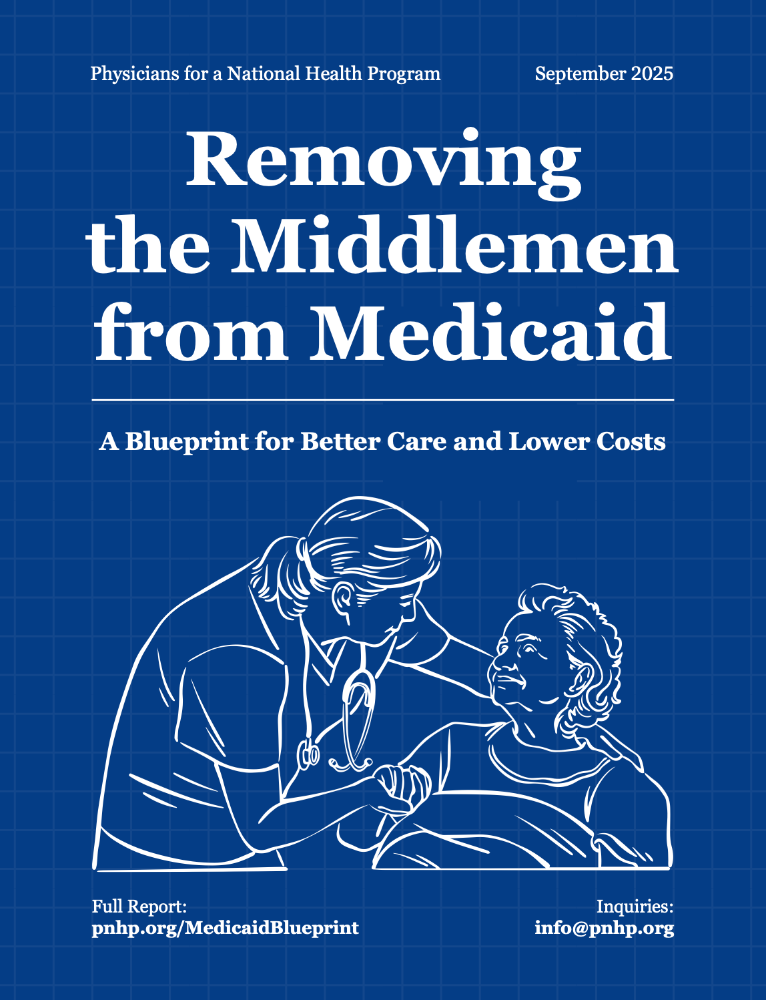 Physicians for a National Health Program
September 2025
Removing
the Middlemen
from Medicaid
A Blueprint for Better Care and Lower Costs
Full Report:
pnhp.org/MedicaidBlueprint
Inquiries:
info@pnhp.org